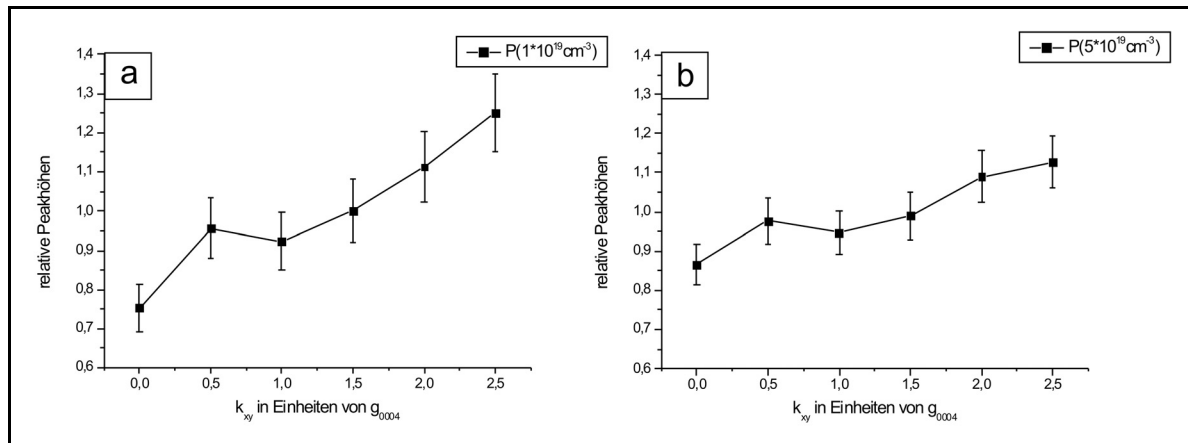 a
P(1*10¹⁹cm⁻³)
relative Peakhöhen
1,4
1,3
1,2
1,1
1,0
0,9
0,8
0,7
0,6
0,0 0,5 1,0 1,5 2,0 2,5
k_xy in Einheiten von g_0004
b
P(5*10¹⁹cm⁻³)
relative Peakhöhen
1,4
1,3
1,2
1,1
1,0
0,9
0,8
0,7
0,6
0,0 0,5 1,0 1,5 2,0 2,5
k_xy in Einheiten von g_0004